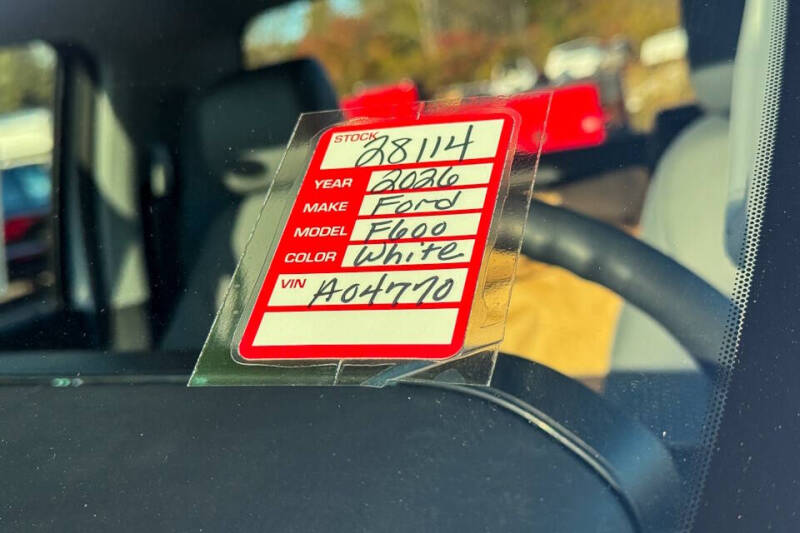 STOCK 28114
YEAR 2026
MAKE Ford
MODEL F600
COLOR White
VIN A04770